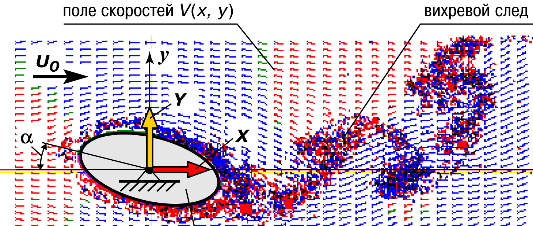 поле скоростей V(x, y)
вихревой след
U0
y
Y
X
α